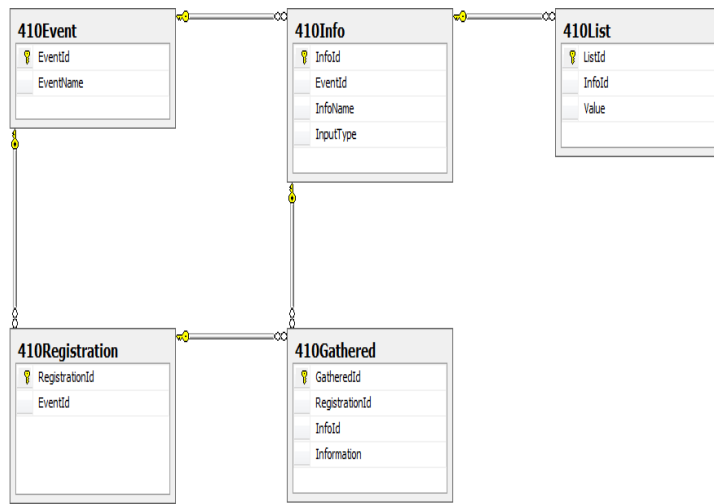 410Event
EventId
EventName
410Info
InfoId
EventId
InfoName
InputType
410List
ListId
InfoId
Value
410Registration
RegistrationId
EventId
410Gathered
GatheredId
RegistrationId
InfoId
Information